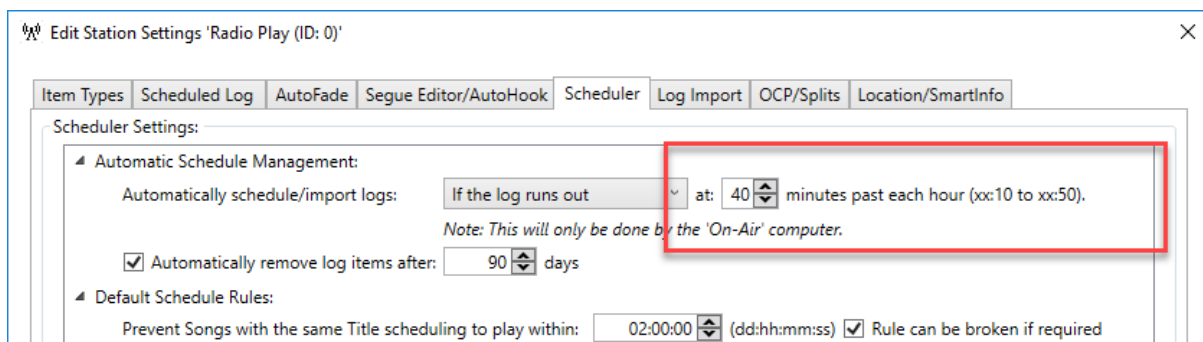 Edit Station Settings 'Radio Play (ID: 0)'
Item Types Scheduled Log AutoFade Segue Editor/AutoHook Scheduler Log Import OCP/Splits Location/SmartInfo
Scheduler Settings:
Automatic Schedule Management:
Automatically schedule/import logs: If the log runs out at: 40 minutes past each hour (xx:10 to xx:50).
Note: This will only be done by the 'On-Air' computer.
Automatically remove log items after: 90 days
Default Schedule Rules:
Prevent Songs with the same Title scheduling to play within: 02:00:00 (dd:hh:mm:ss) Rule can be broken if required